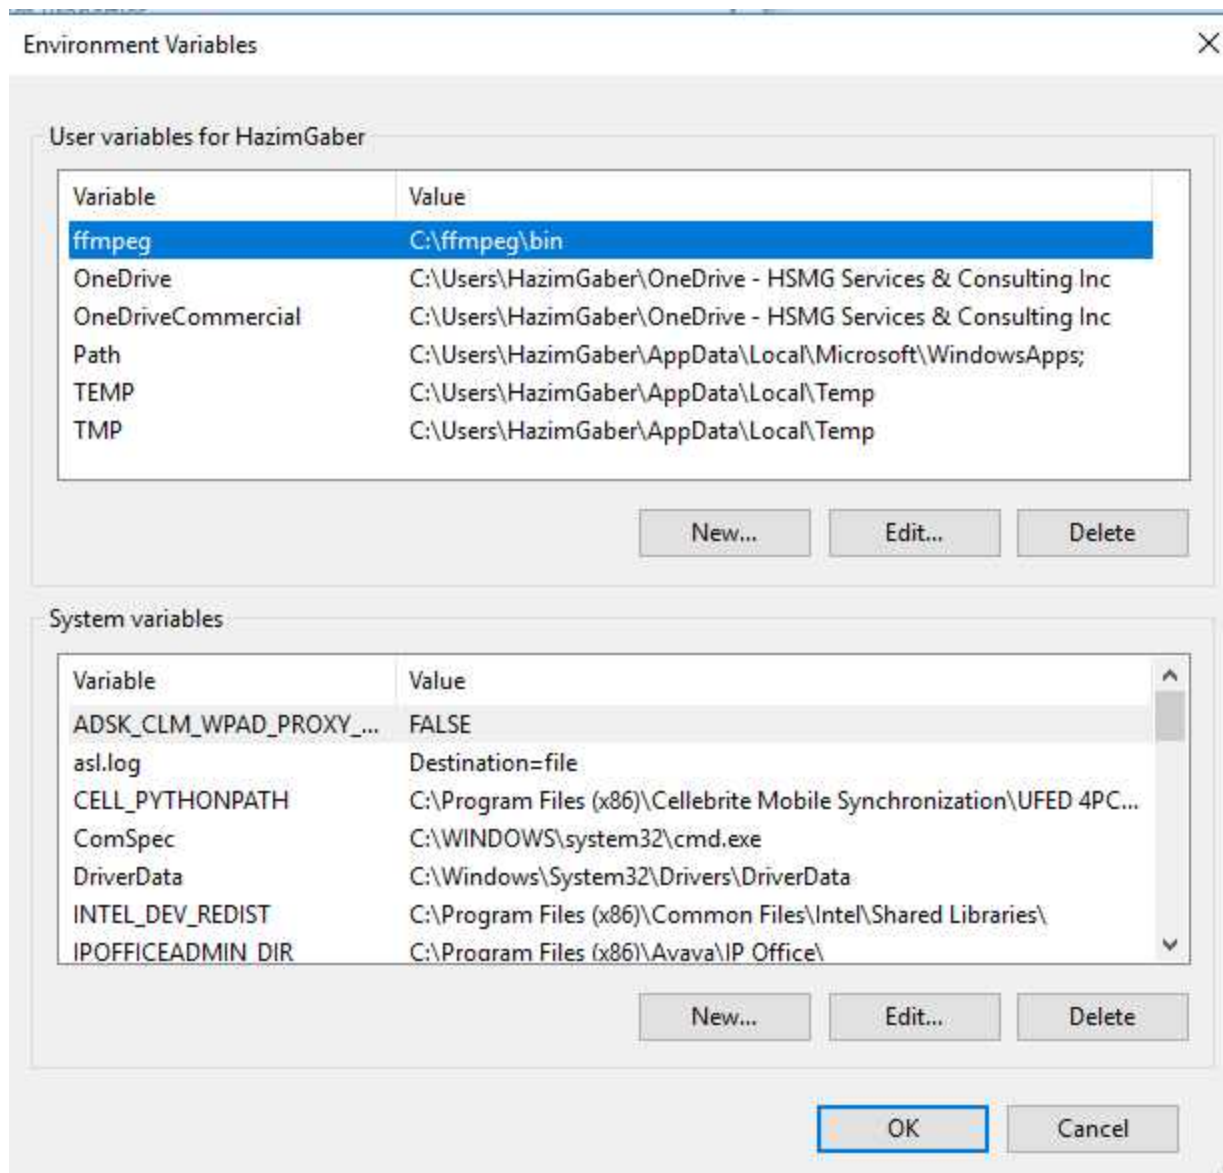 Environment Variables
User variables for HazimGaber
Variable Value
ffmpeg C:\ffmpeg\bin
OneDrive C:\Users\HazimGaber\OneDrive - HSMG Services & Consulting Inc
OneDriveCommercial C:\Users\HazimGaber\OneDrive - HSMG Services & Consulting Inc
Path C:\Users\HazimGaber\AppData\Local\Microsoft\WindowsApps;
TEMP C:\Users\HazimGaber\AppData\Local\Temp
TMP C:\Users\HazimGaber\AppData\Local\Temp
New... Edit... Delete
System variables
Variable Value
ADSK_CLM_WPAD_PROXY_... FALSE
asl.log Destination=file
CELL_PYTHONPATH C:\Program Files (x86)\Cellebrite Mobile Synchronization\UFED 4PC...
ComSpec C:\WINDOWS\system32\cmd.exe
DriverData C:\Windows\System32\Drivers\DriverData
INTEL_DEV_REDIST C:\Program Files (x86)\Common Files\Intel\Shared Libraries\
IPOFFICEADMIN_DIR C:\Program Files (x86)\Avaya\IP Office\
New... Edit... Delete
OK Cancel